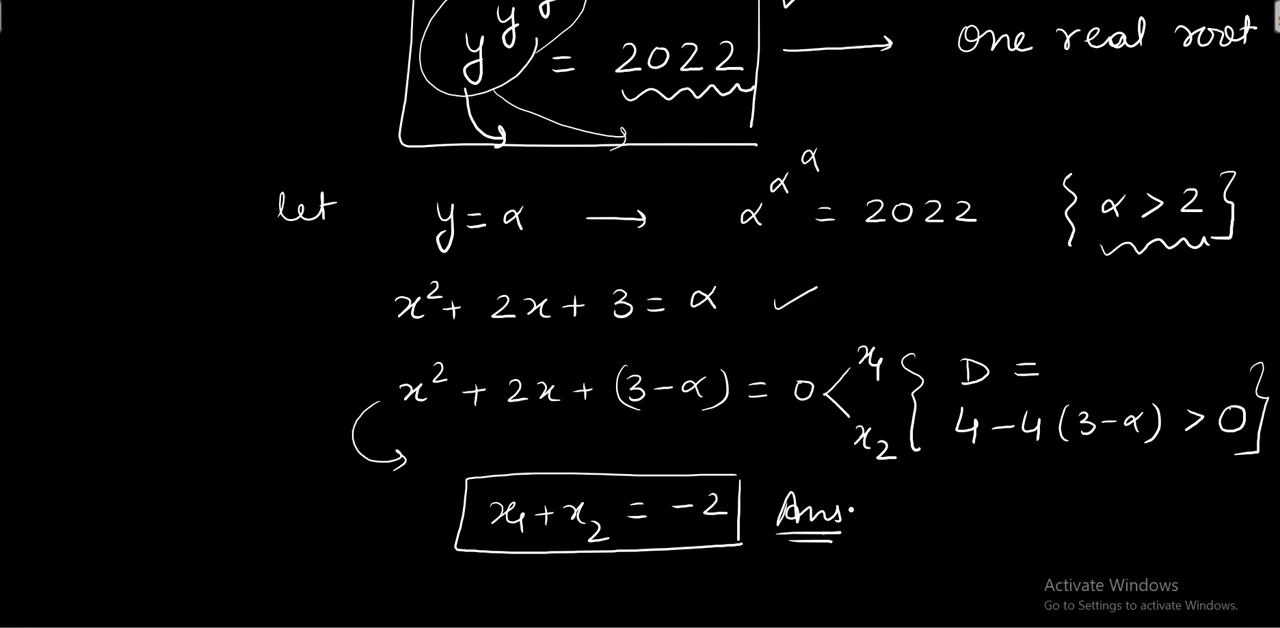 y^y^y = 2022 → One real root
let y = α → α^α^α = 2022 { α > 2 }
x² + 2x + 3 = α ✓
x² + 2x + (3 - α) = 0 < x₁ x₂ { D = 4 - 4(3 - α) > 0 }
x₁ + x₂ = -2 Ans.
Activate Windows
Go to Settings to activate Windows.